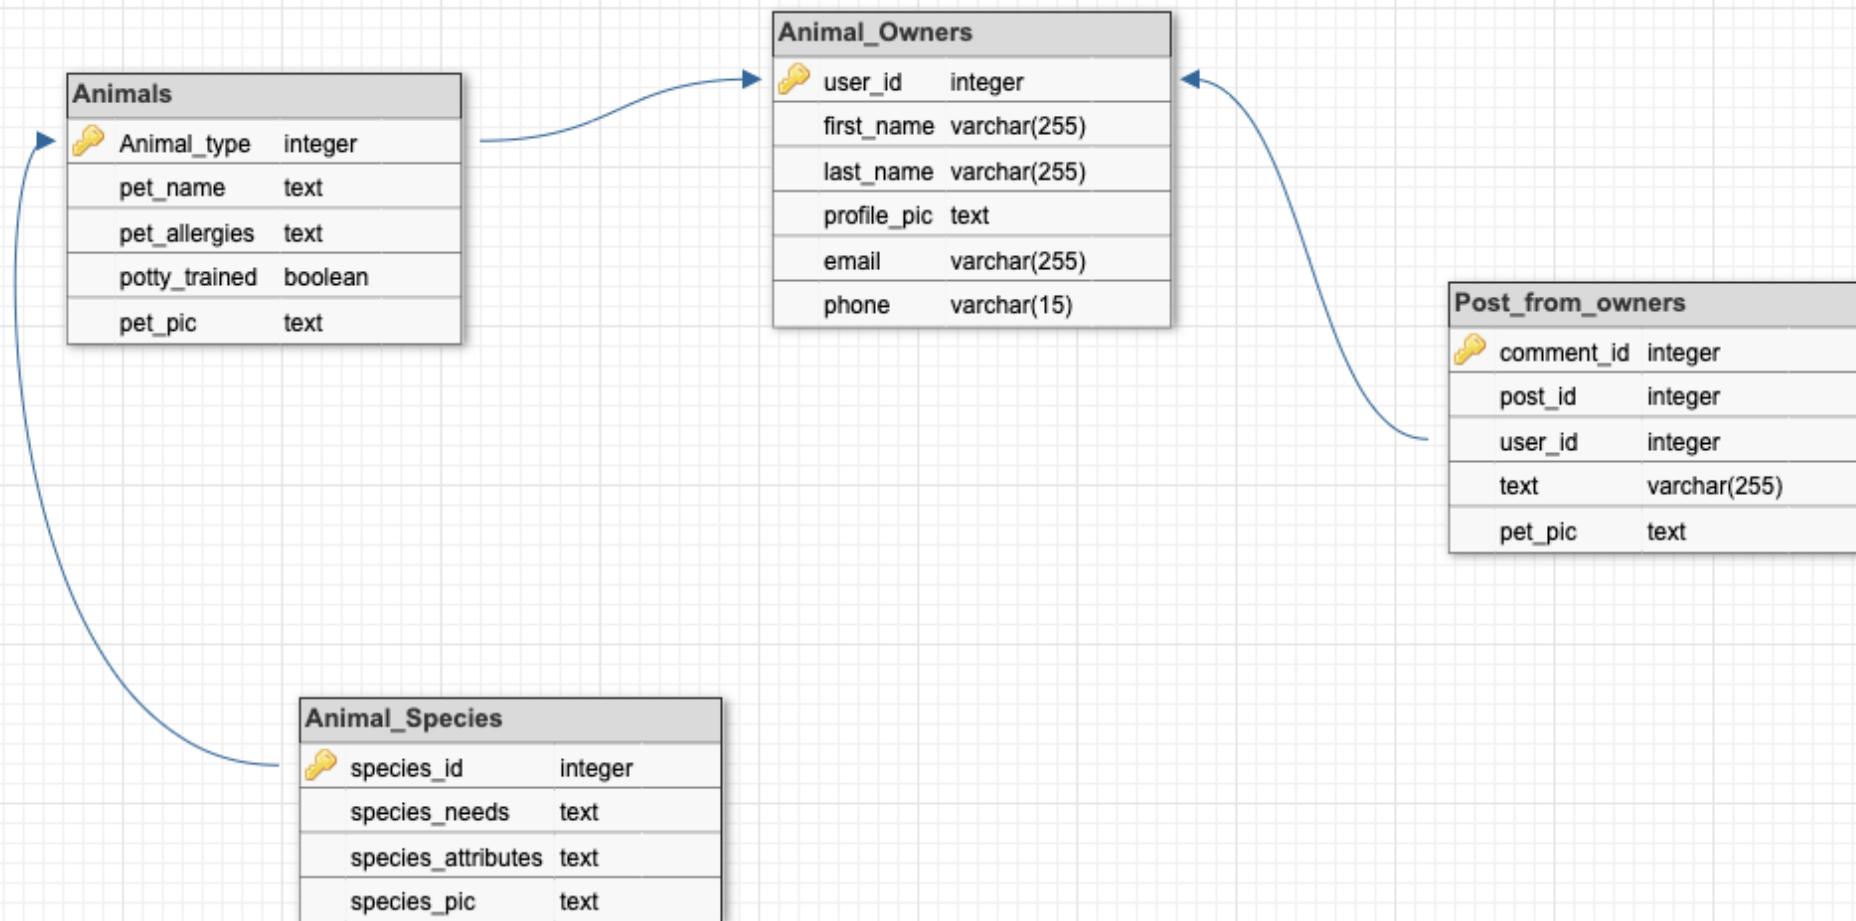 Animals
Animal_type integer
pet_name text
pet_allergies text
potty_trained boolean
pet_pic text
Animal_Owners
user_id integer
first_name varchar(255)
last_name varchar(255)
profile_pic text
email varchar(255)
phone varchar(15)
Post_from_owners
comment_id integer
post_id integer
user_id integer
text varchar(255)
pet_pic text
Animal_Species
species_id integer
species_needs text
species_attributes text
species_pic text